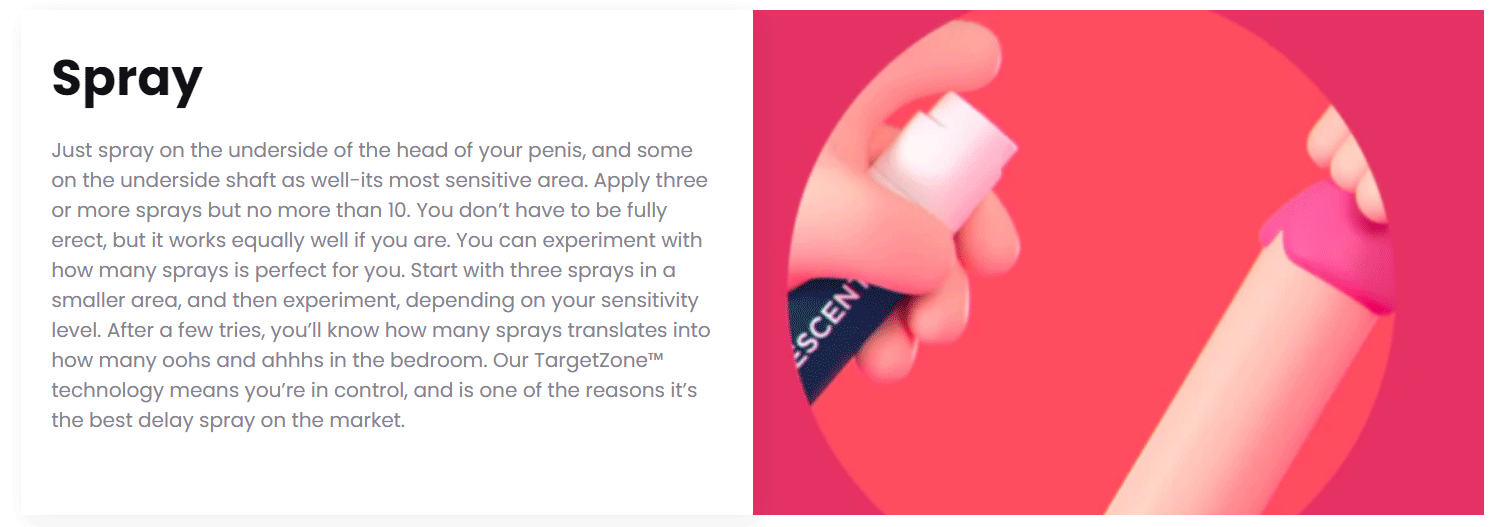 Spray
Just spray on the underside of the head of your penis, and some
on the underside shaft as well-its most sensitive area. Apply three
or more sprays but no more than 10. You don’t have to be fully
erect, but it works equally well if you are. You can experiment with
how many sprays is perfect for you. Start with three sprays in a
smaller area, and then experiment, depending on your sensitivity
level. After a few tries, you’ll know how many sprays translates into
how many oohs and ahhhs in the bedroom. Our TargetZone™
technology means you’re in control, and is one of the reasons it’s
the best delay spray on the market.
ESCENT